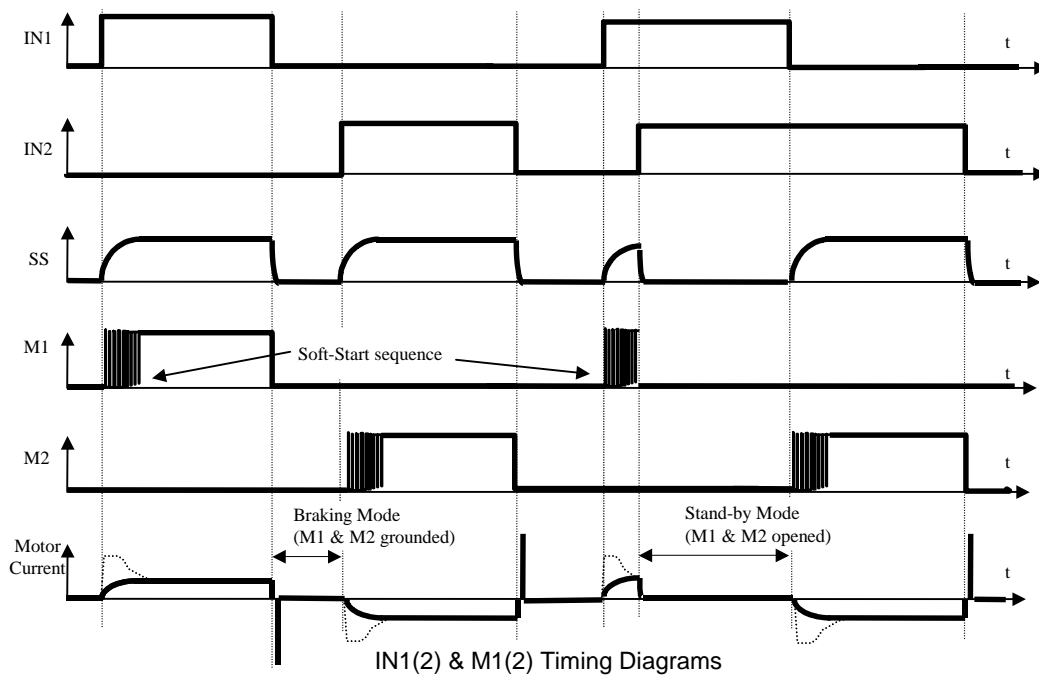 IN1
t
IN2
t
SS
t
M1
Soft-Start sequence
t
M2
t
Braking Mode
(M1 & M2 grounded)
Stand-by Mode
(M1 & M2 opened)
Motor
Current
t
IN1(2) & M1(2) Timing Diagrams